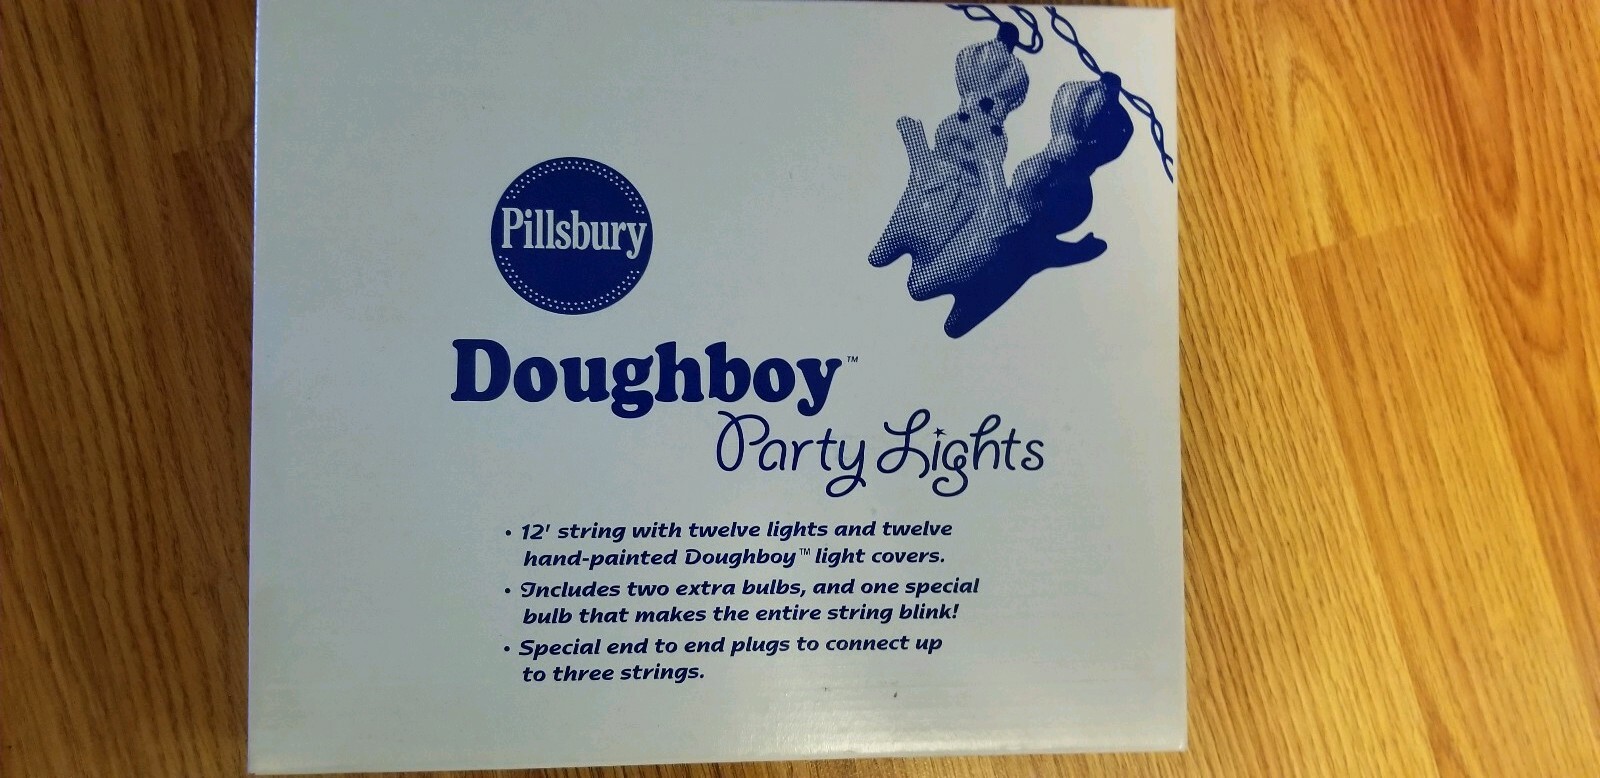 Pillsbury
Doughboy™
Party Lights
• 12' string with twelve lights and twelve
hand-painted Doughboy™ light covers.
• Includes two extra bulbs, and one special
bulb that makes the entire string blink!
• Special end to end plugs to connect up
to three strings.